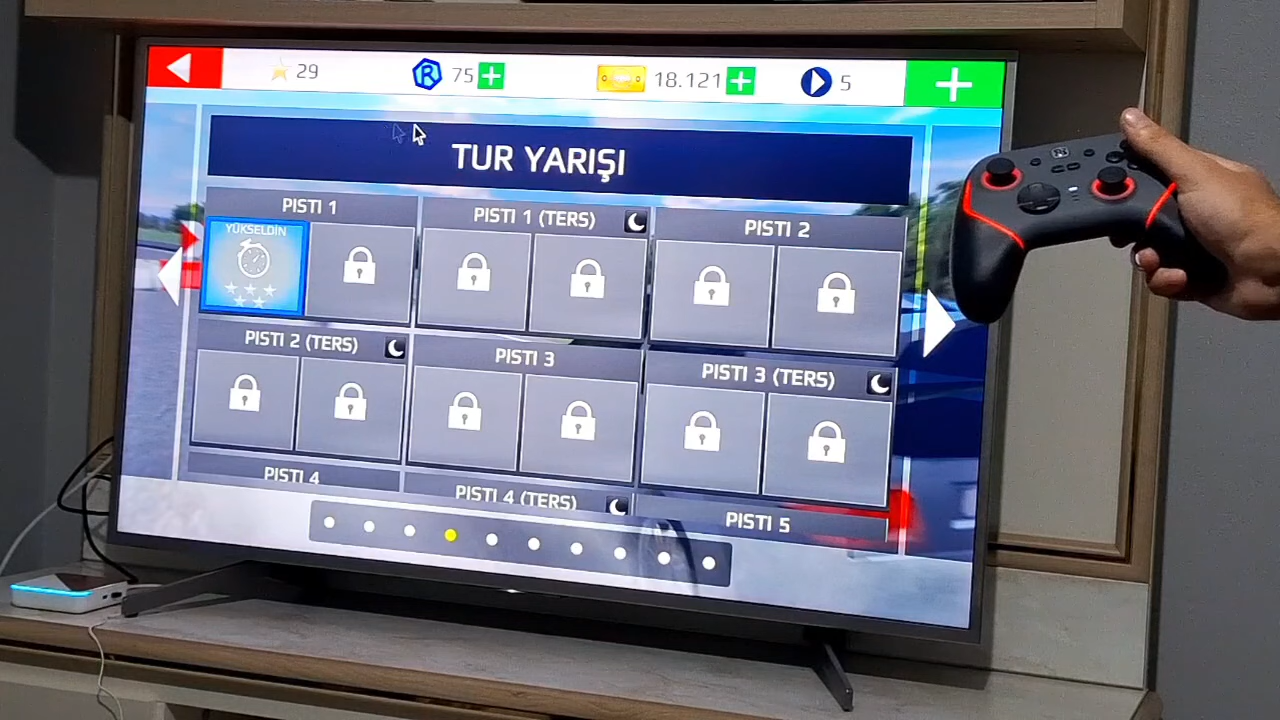 29
75
18.121
5
TUR YARIŞI
PISTI 1
PISTI 1 (TERS)
PISTI 2
YÜKSELDİN
PISTI 2 (TERS)
PISTI 3
PISTI 3 (TERS)
PISTI 4
PISTI 4 (TERS)
PISTI 5